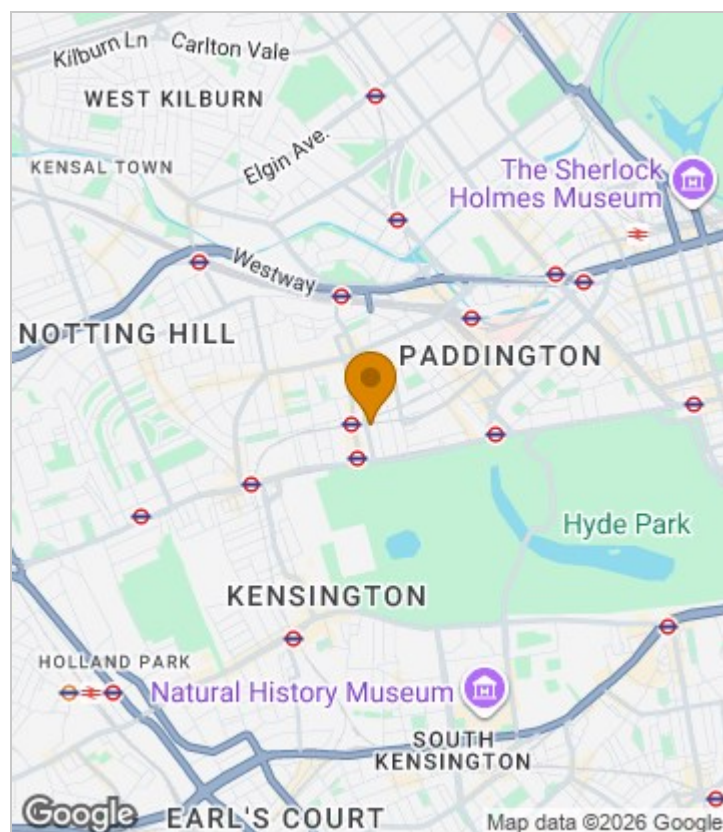 Kilburn Ln
Carlton Vale
WEST KILBURN
Elgin Ave.
KENSAL TOWN
The Sherlock
Holmes Museum
Westway
NOTTING HILL
PADDINGTON
Hyde Park
KENSINGTON
HOLLAND PARK
Natural History Museum
SOUTH
KENSINGTON
Google
EARL'S COURT
Map data ©2026 Google